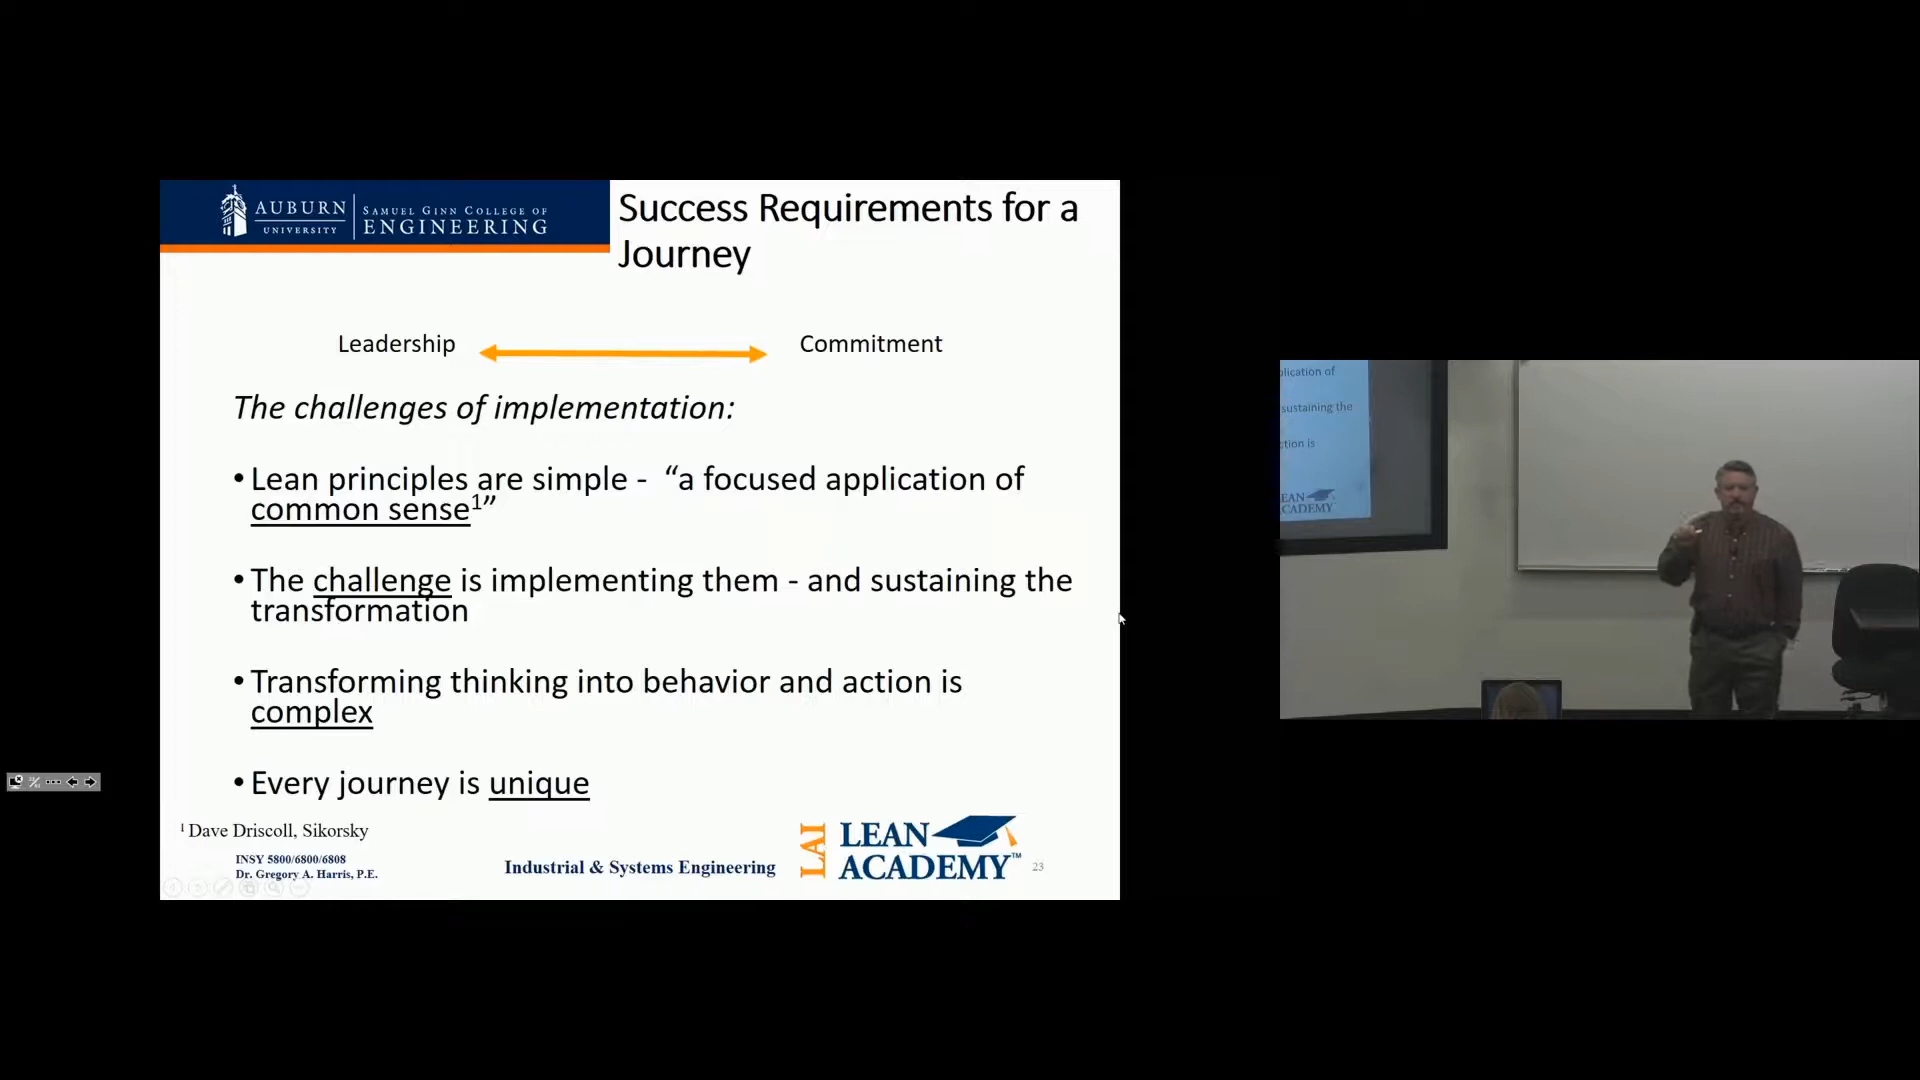 AUBURN
UNIVERSITY
SAMUEL GINN COLLEGE OF
ENGINEERING
Success Requirements for a
Journey
Leadership
Commitment
The challenges of implementation:
•Lean principles are simple - “a focused application of
common sense¹”
•The challenge is implementing them - and sustaining the
transformation
•Transforming thinking into behavior and action is
complex
•Every journey is unique
¹ Dave Driscoll, Sikorsky
INSY 5800/6800/6808
Dr. Gregory A. Harris, P.E.
Industrial & Systems Engineering
LAI
LEAN
ACADEMY™
23
plication of
sustaining the
ction is
EAN
CADEMY